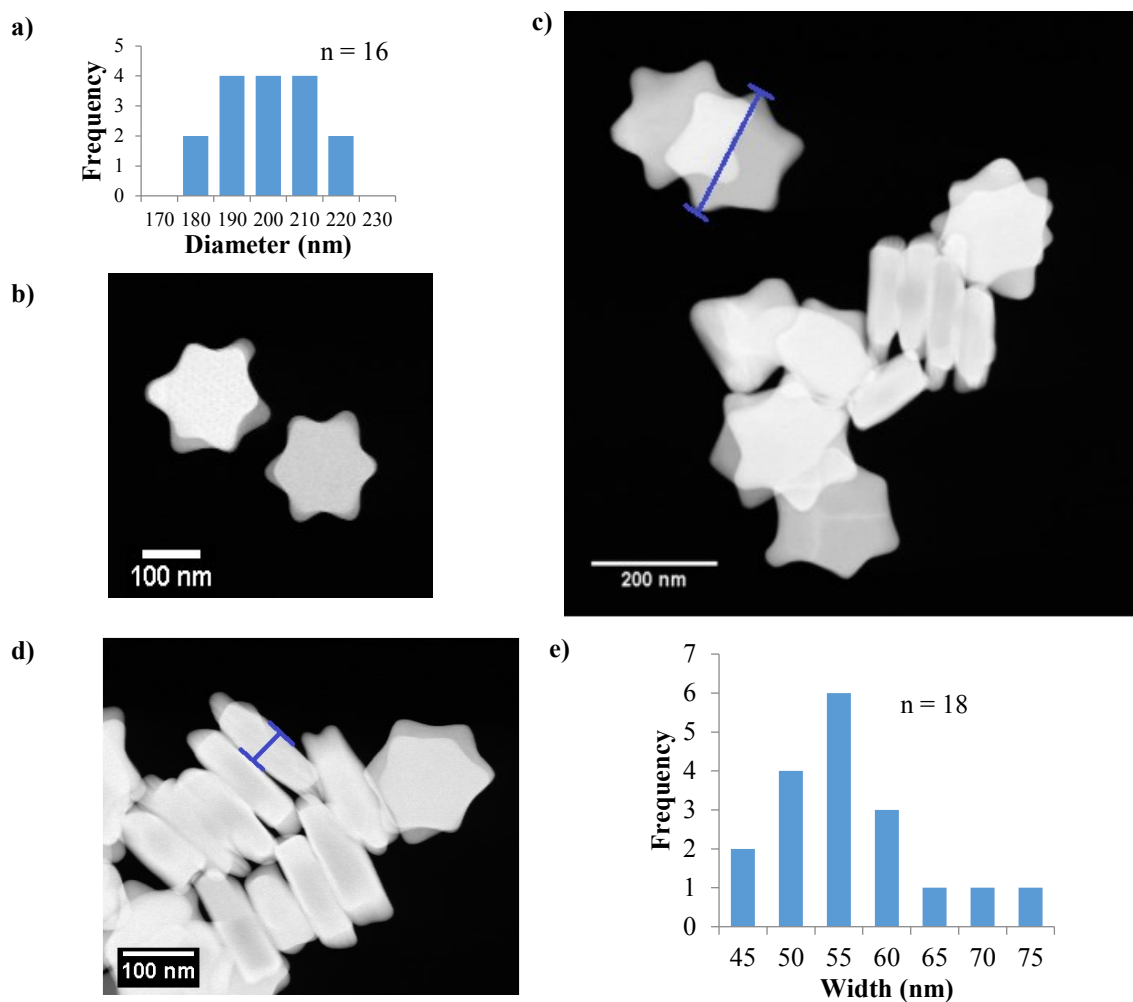 a)
n = 16
5
4
3
2
1
0
Frequency
170 180 190 200 210 220 230
Diameter (nm)
b)
100 nm
c)
200 nm
d)
100 nm
e)
n = 18
7
6
5
4
3
2
1
0
Frequency
45 50 55 60 65 70 75
Width (nm)